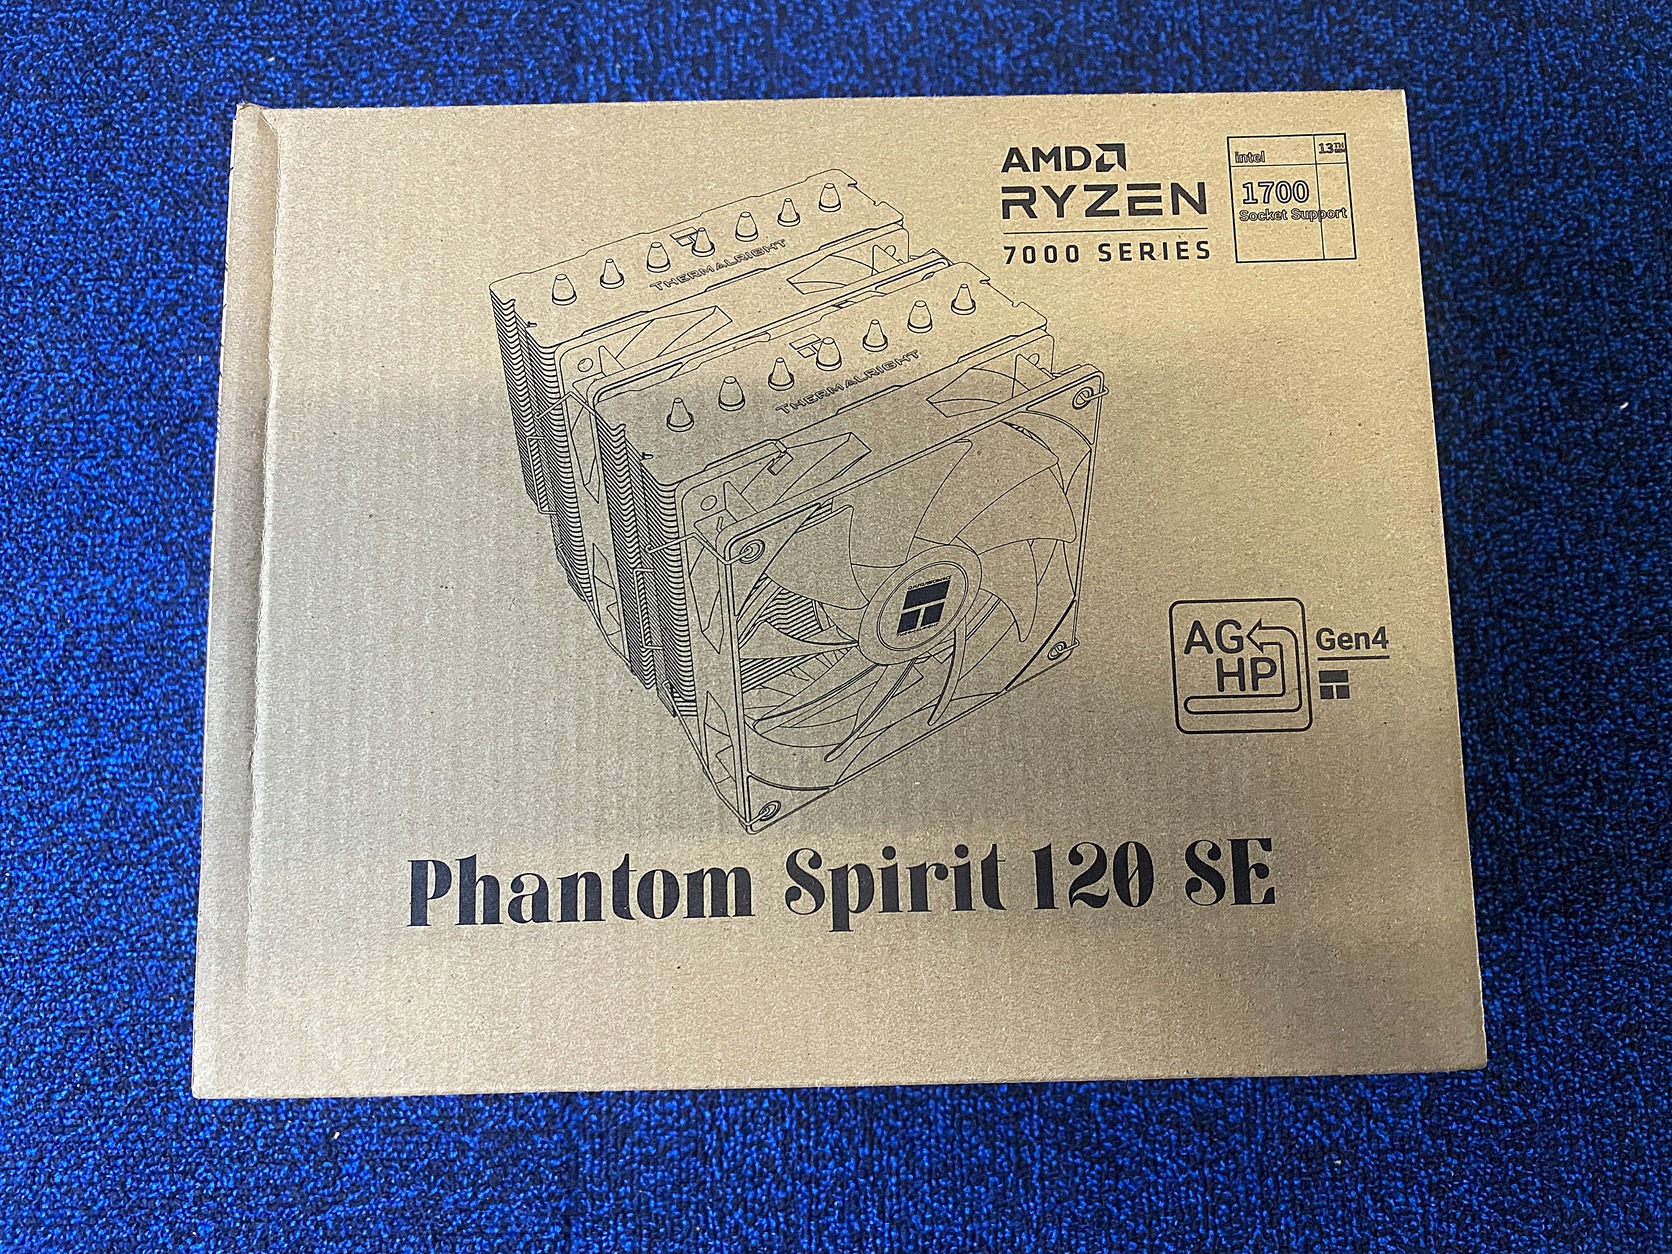 AMD
RYZEN
7000 SERIES
intel
13TH
1700
Socket Support
THERMALRIGHT
THERMALRIGHT
AG
HP
Gen4
Phantom Spirit 120 SE